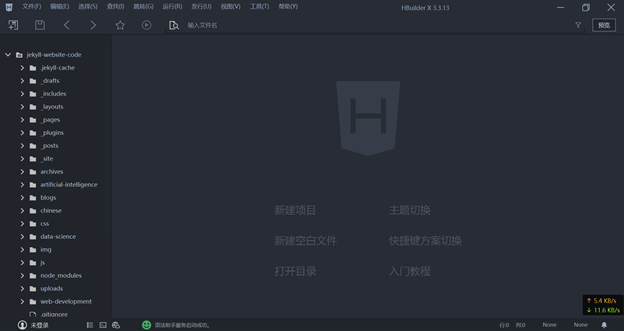 文件(F) 编辑(E) 选择(S) 查找(I) 跳转(G) 运行(R) 发行(U) 视图(V) 工具(T) 帮助(Y)
HBuilder X 3.3.13
输入文件名
预览
jekyll-website-code
.jekyll-cache
_drafts
_includes
_layouts
_pages
_plugins
_posts
_site
archives
artificial-intelligence
blogs
chinese
css
data-science
img
js
node_modules
uploads
web-development
.gitignore
H
新建项目 主题切换
新建空白文件 快捷键方案切换
打开目录 入门教程
↑ 5.4 KB/s
↓ 11.6 KB/s
未登录
语法助手服务启动成功。
行:0 列:0 None None